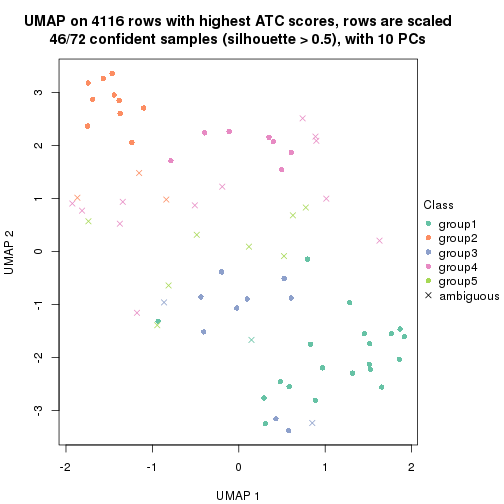 UMAP on 4116 rows with highest ATC scores, rows are scaled
46/72 confident samples (silhouette > 0.5), with 10 PCs
3
2
1
0
-1
-2
-3
UMAP 2
-2
-1
0
1
2
UMAP 1
Class
group1
group2
group3
group4
group5
ambiguous